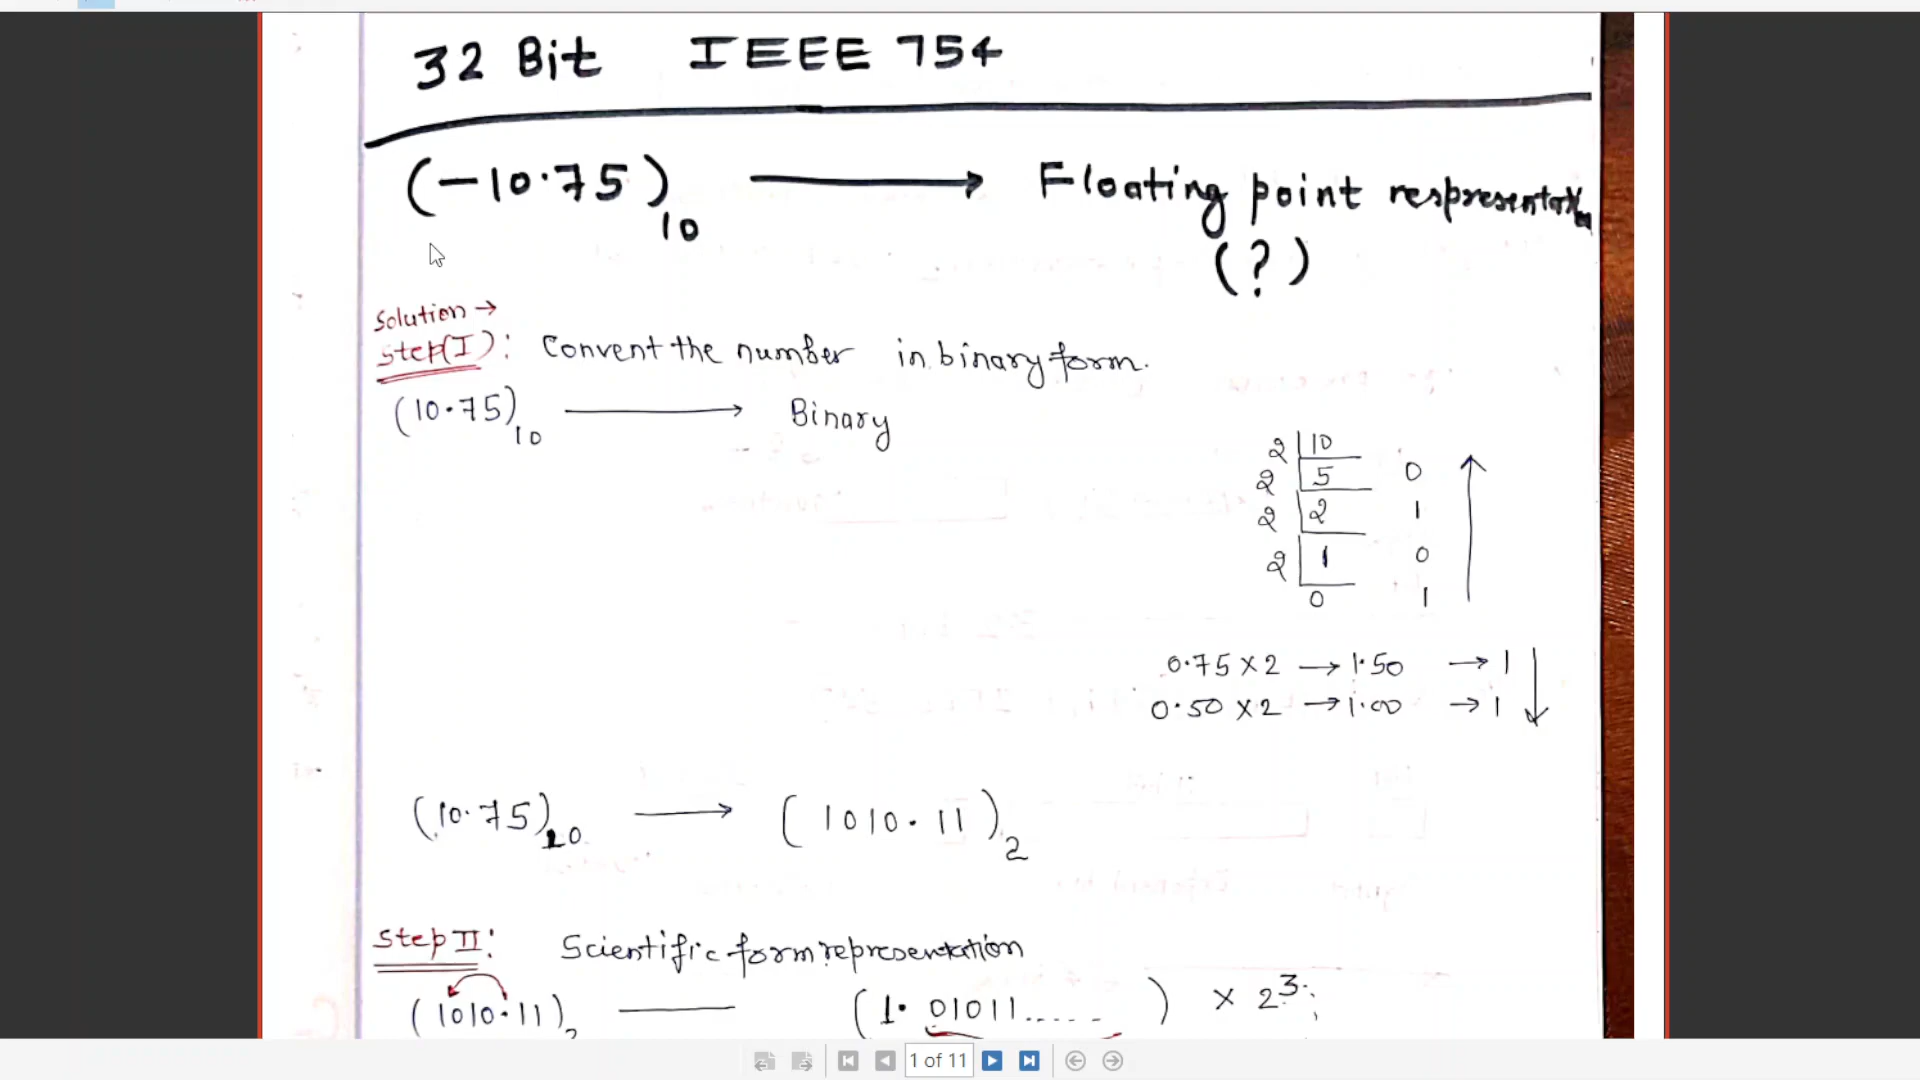 32 Bit IEEE 754
(-10.75)10 → Floating point
(?)
Solution →
step(I): Convent the number in binary form.
(10.75)10 → Binary
2 | 10
2 | 5 0
2 | 2 1
2 | 1 0
0 1
0.75 × 2 → 1.50 → 1
0.50 × 2 → 1.00 → 1
(10.75)10 → (1010.11)2
Step II: Scientific form representation
(1010.11)2 — (1.01011.....) × 2^3
1 of 11